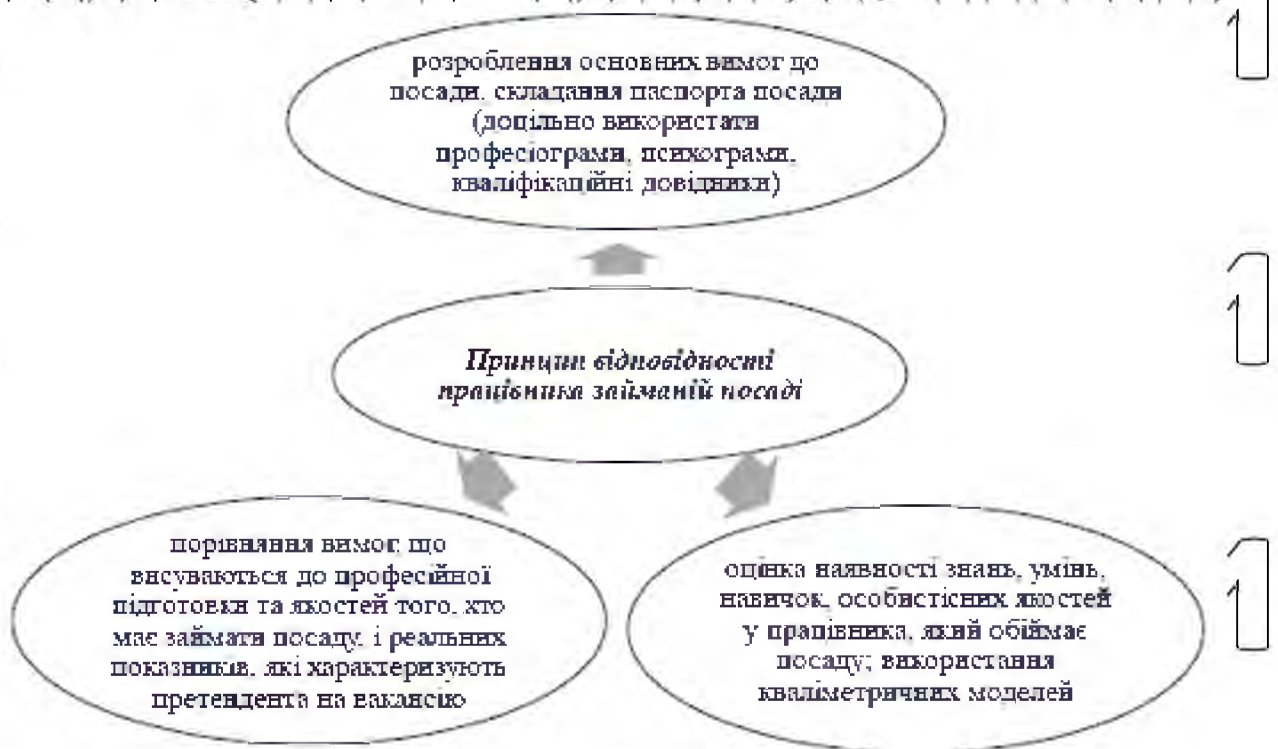 розроблення основних вимог до
посади, складання паспорта посади
(доцільно використати
професіограми, психограми,
кваліфікаційні довідники)
Принцип відповідності
працівника займаній посаді
порівняння вимог, що
висуваються до професійної
підготовки та якостей того, хто
має займати посаду, і реальних
показників, які характеризують
претендента на вакансію
оцінка наявності знань, умінь,
навичок, особистісних якостей
у працівника, який обіймає
посаду; використання
кваліметричних моделей